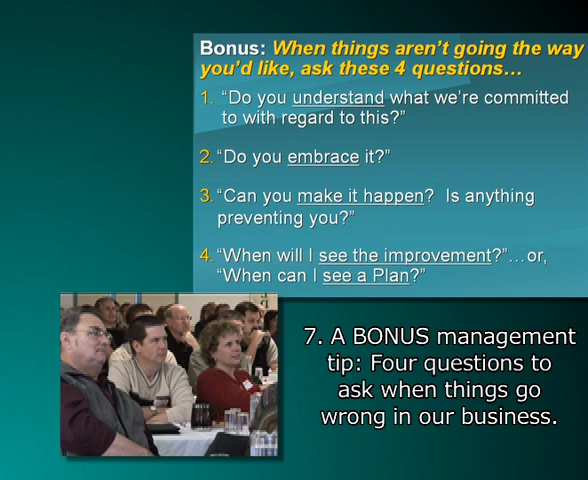 Bonus: When things aren't going the way
you'd like, ask these 4 questions…
1. “Do you understand what we're committed
to with regard to this?”
2. “Do you embrace it?”
3. “Can you make it happen? Is anything
preventing you?”
4. “When will I see the improvement?”…or,
“When can I see a Plan?”
7. A BONUS management
tip: Four questions to
ask when things go
wrong in our business.